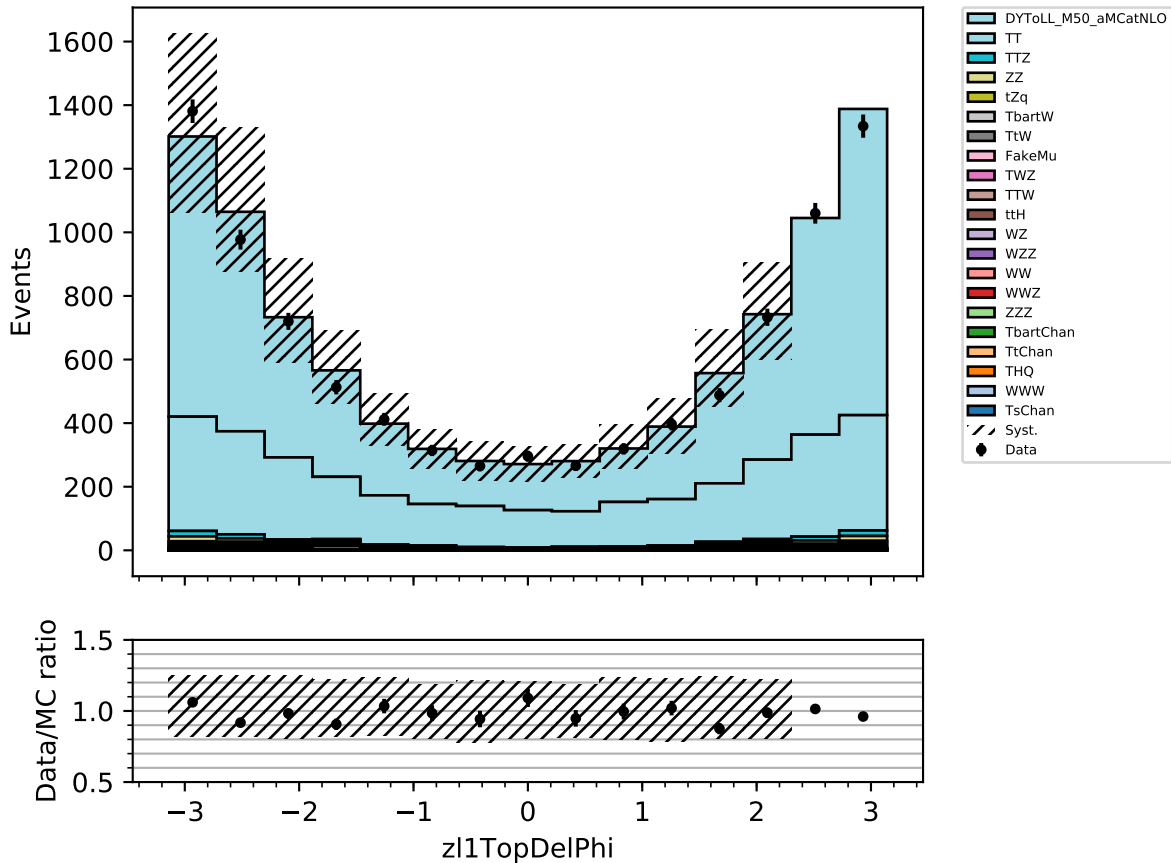 1600
1400
1200
1000
800
600
400
200
0
Events
DYToLL_M50_aMCatNLO
TT
TTZ
ZZ
tZq
TbartW
TtW
FakeMu
TWZ
TTW
ttH
WZ
WZZ
WW
WWZ
ZZZ
TbartChan
TtChan
THQ
WWW
TsChan
Syst.
Data
1.5
1.0
0.5
Data/MC ratio
−3 −2 −1 0 1 2 3
zl1TopDelPhi